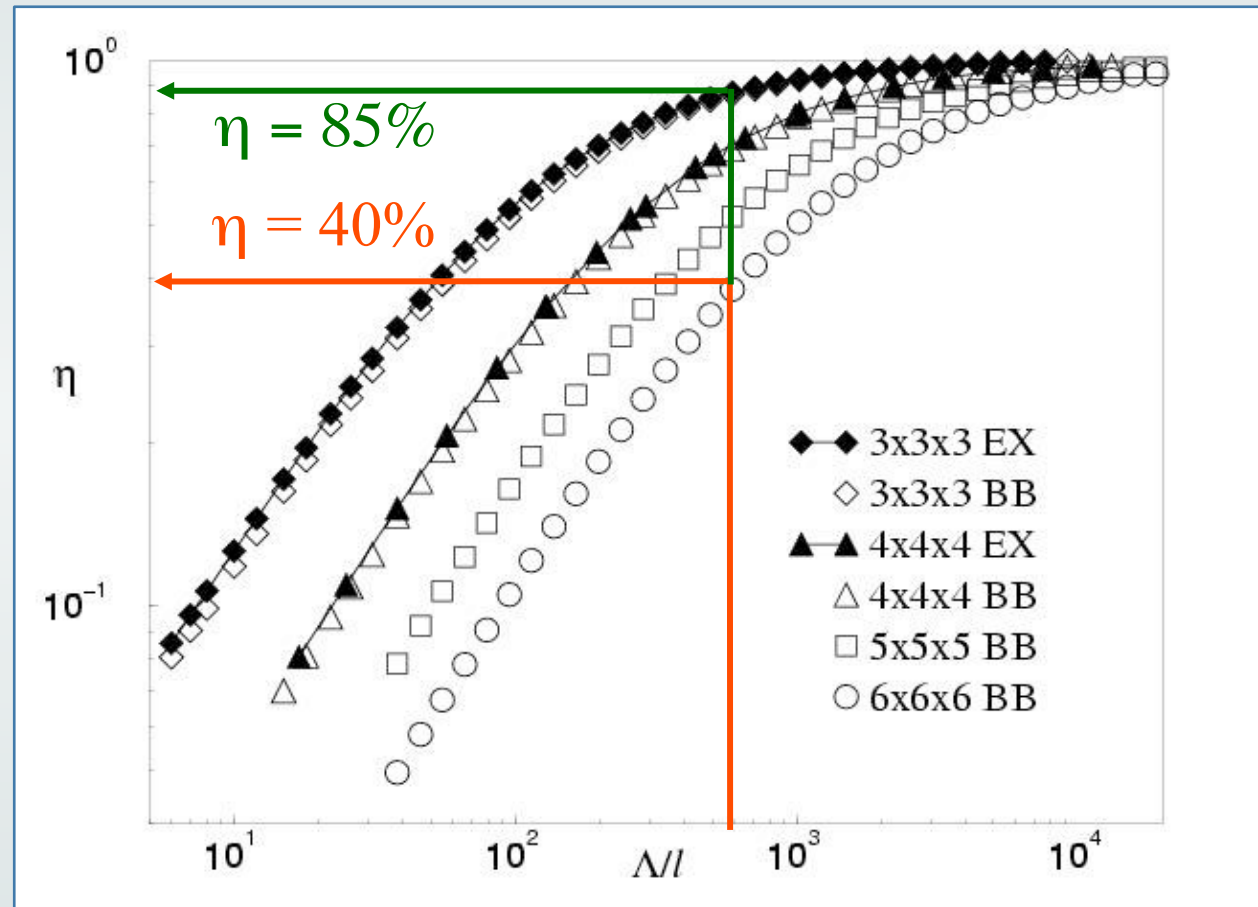 10⁰
η = 85%
η = 40%
η
10⁻¹
3x3x3 EX
3x3x3 BB
4x4x4 EX
4x4x4 BB
5x5x5 BB
6x6x6 BB
10¹ 10² 10³ 10⁴
Λ/l